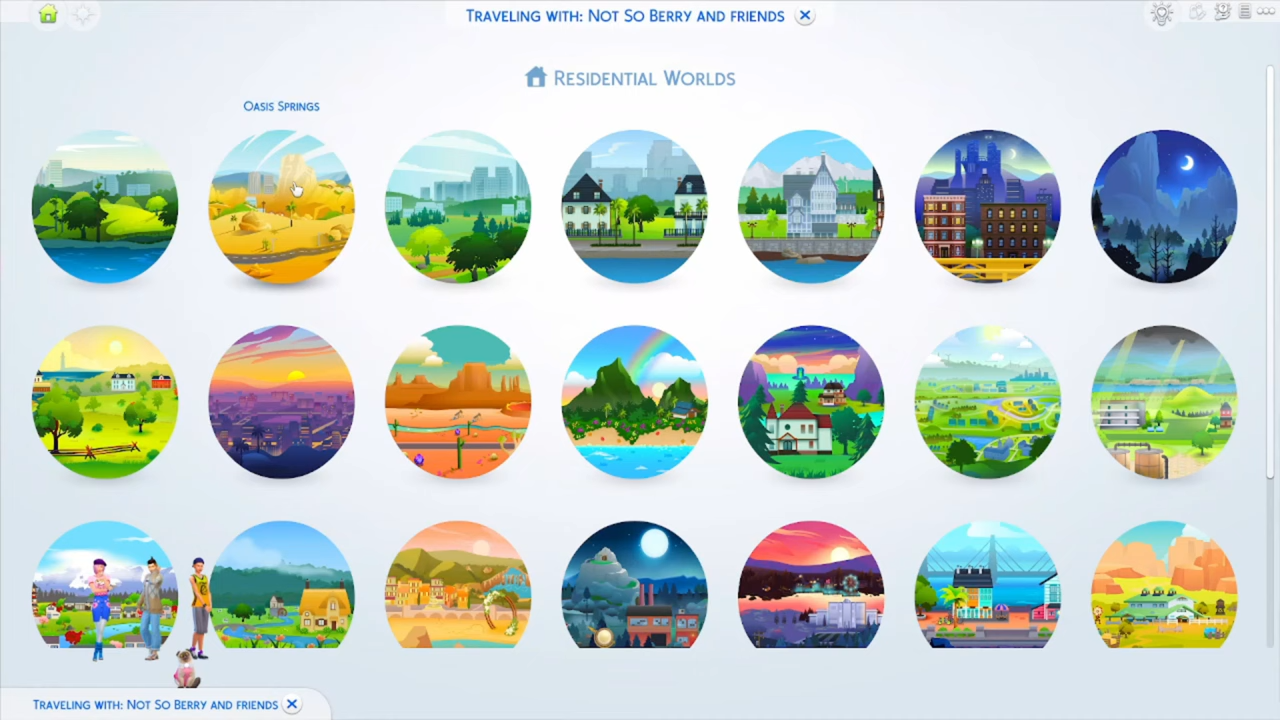 Traveling with: Not So Berry and friends
Residential Worlds
Oasis Springs
Traveling with: Not So Berry and friends